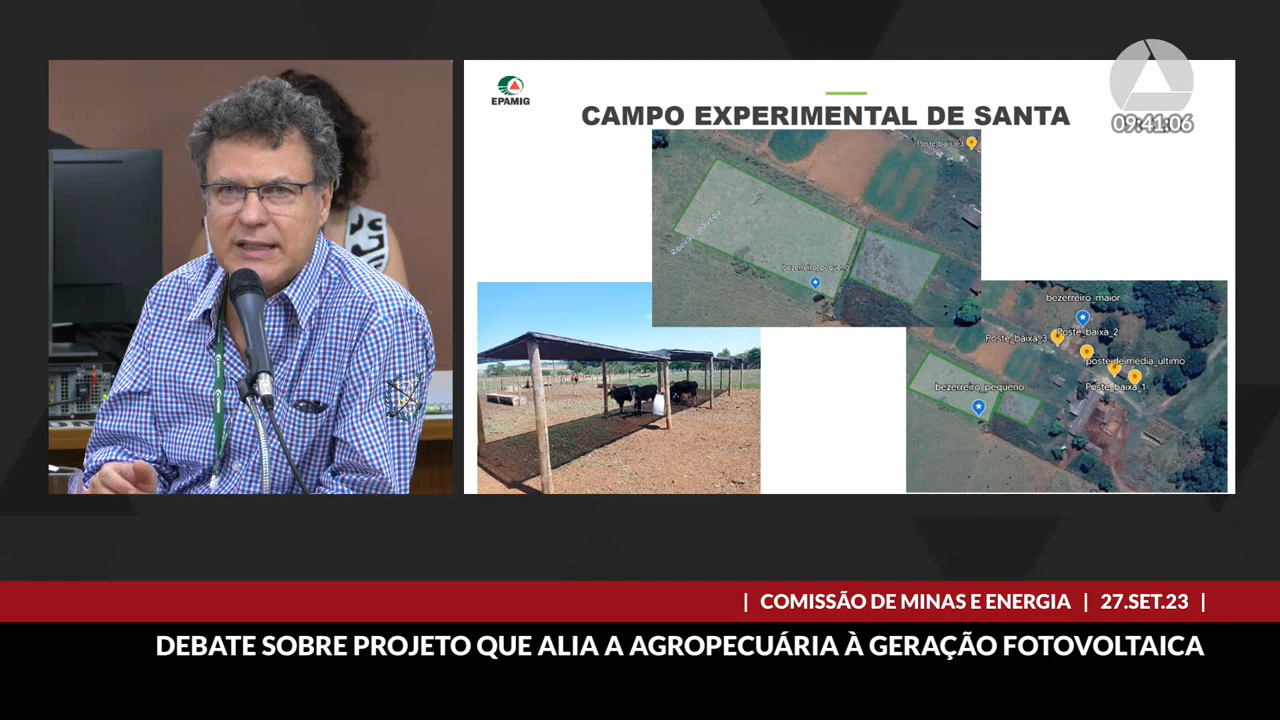 EPAMIG
CAMPO EXPERIMENTAL DE SANTA
09:41:06
Poste_baixa_3
bezerreiro_pequeno
bezerreiro_maior
Poste_baixa_2
Poste_baixa_3
poste de média_ultimo
bezerreiro_pequeno
Poste_baixa_1
| COMISSÃO DE MINAS E ENERGIA | 27.SET.23 |
DEBATE SOBRE PROJETO QUE ALIA A AGROPECUÁRIA À GERAÇÃO FOTOVOLTAICA